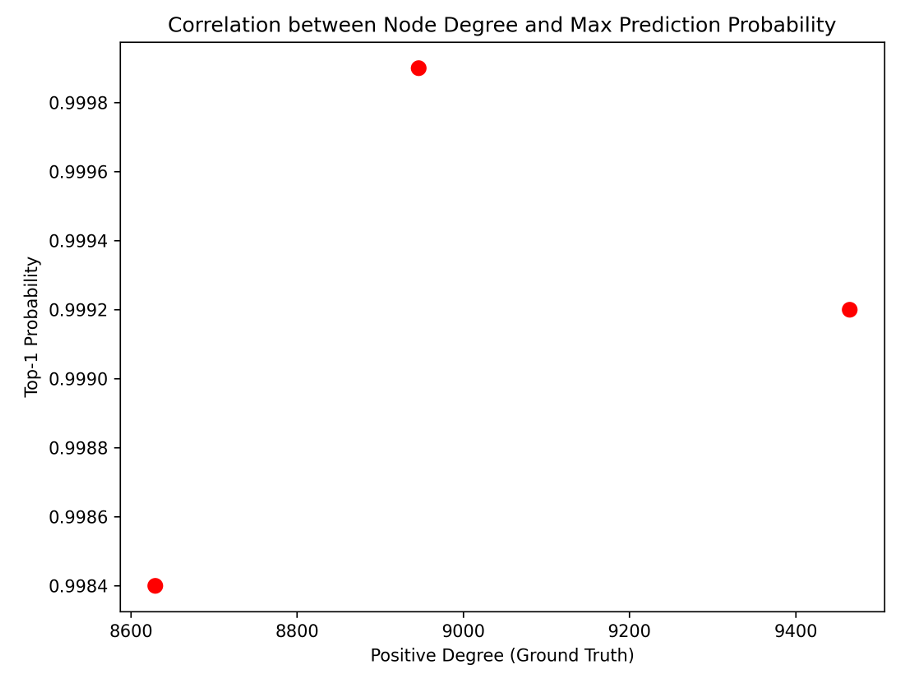 Correlation between Node Degree and Max Prediction Probability
0.9998
0.9996
0.9994
0.9992
0.9990
0.9988
0.9986
0.9984
Top-1 Probability
8600 8800 9000 9200 9400
Positive Degree (Ground Truth)